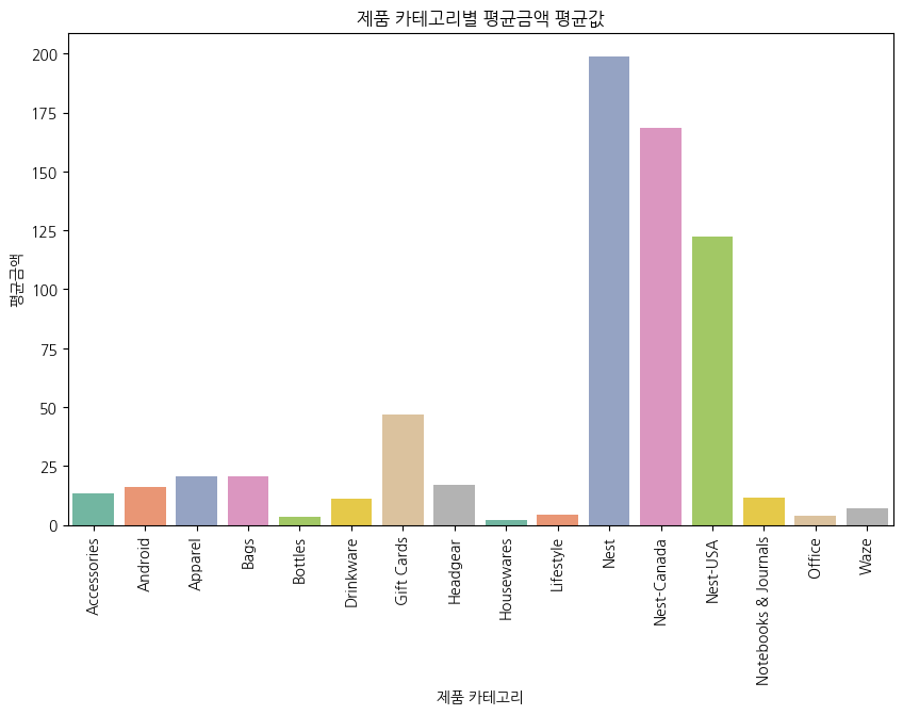 제품 카테고리별 평균금액 평균값
평균금액
200
175
150
125
100
75
50
25
0
Accessories
Android
Apparel
Bags
Bottles
Drinkware
Gift Cards
Headgear
Housewares
Lifestyle
Nest
Nest-Canada
Nest-USA
Notebooks & Journals
Office
Waze
제품 카테고리